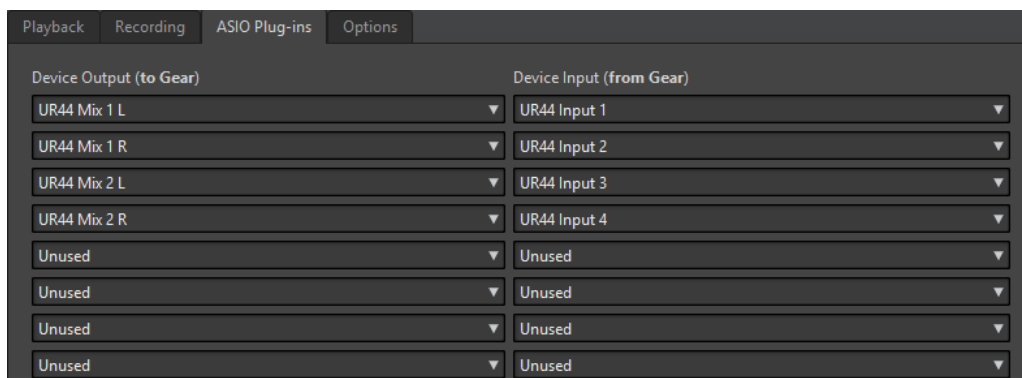 Playback Recording ASIO Plug-ins Options
Device Output (to Gear) Device Input (from Gear)
UR44 Mix 1 L UR44 Input 1
UR44 Mix 1 R UR44 Input 2
UR44 Mix 2 L UR44 Input 3
UR44 Mix 2 R UR44 Input 4
Unused Unused
Unused Unused
Unused Unused
Unused Unused